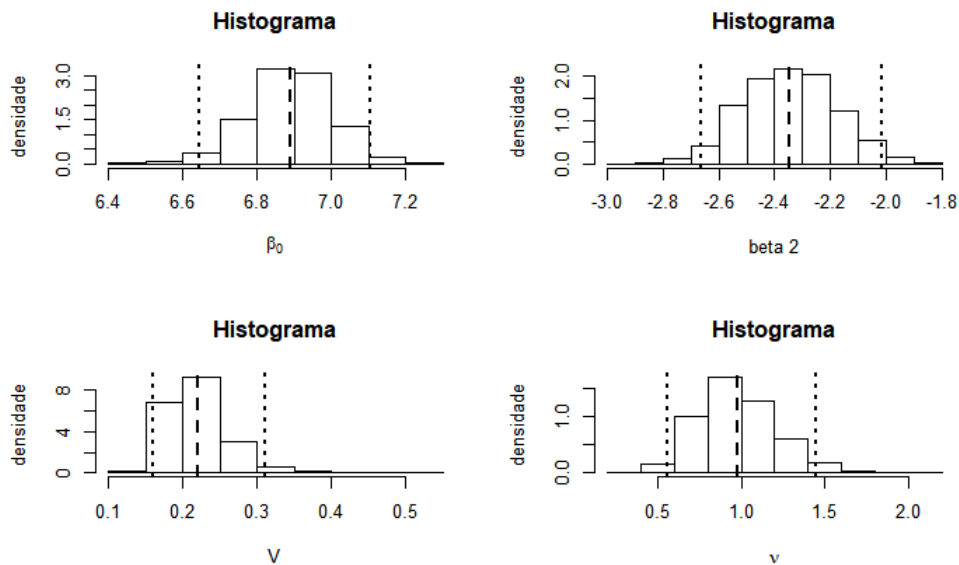 Histograma
densidade
0.0 1.5 3.0
6.4 6.6 6.8 7.0 7.2
β₀
Histograma
densidade
0.0 1.0 2.0
-3.0 -2.8 -2.6 -2.4 -2.2 -2.0 -1.8
beta 2
Histograma
densidade
0 4 8
0.1 0.2 0.3 0.4 0.5
V
Histograma
densidade
0.0 1.0
0.5 1.0 1.5 2.0
ν